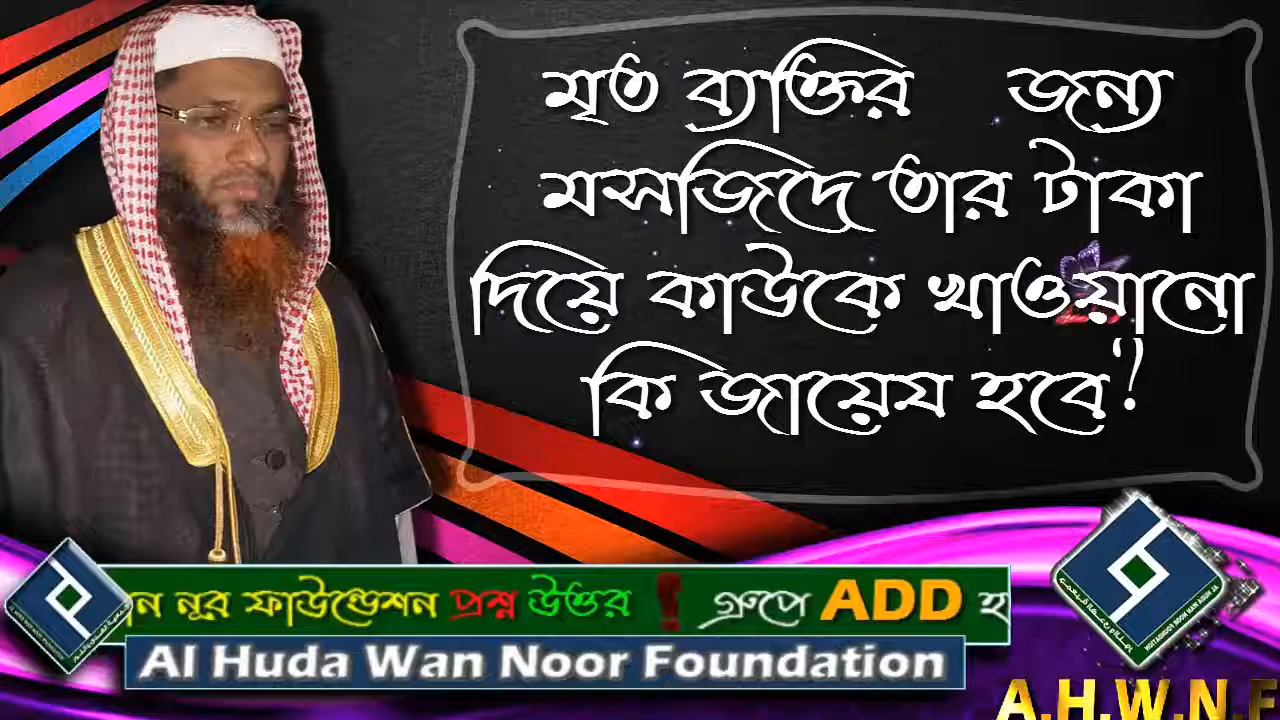 মৃত ব্যক্তির জন্য
মসজিদে তার টাকা
দিয়ে কাউকে খাওয়ানো
কি জায়েয হবে?
ন নূর ফাউন্ডেশন প্রশ্ন উত্তর ! গ্রুপে ADD হ
Al Huda Wan Noor Foundation
A.H.W.N.F